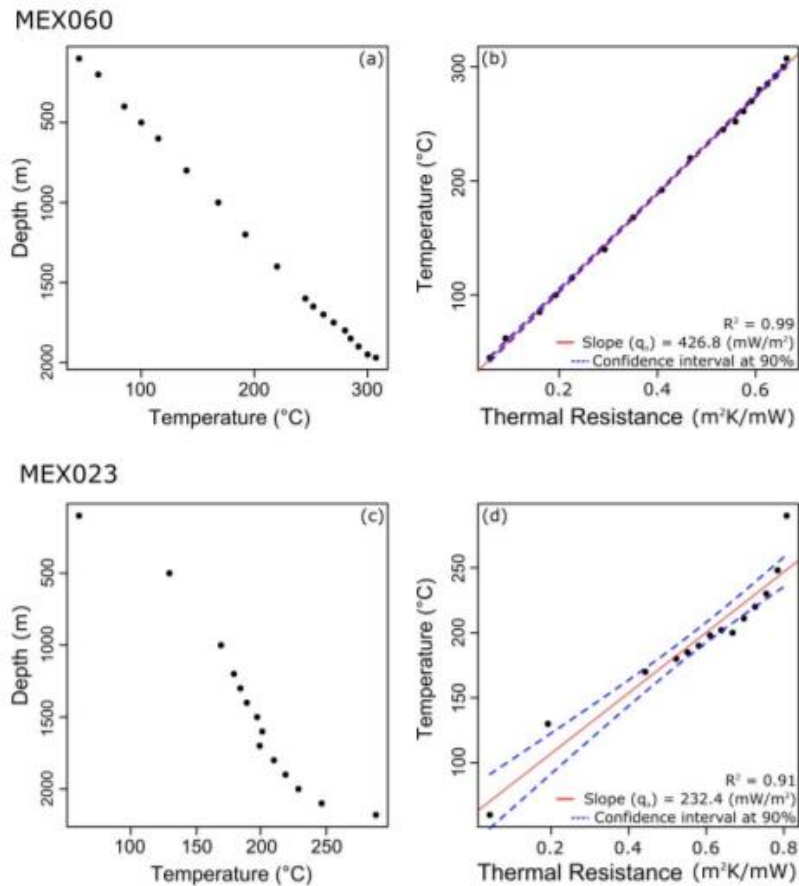 MEX060
(a)
Depth (m)
500
1000
1500
2000
100
200
300
Temperature (°C)
(b)
Temperature (°C)
100
200
300
R² = 0.99
Slope (qₒ) = 426.8 (mW/m²)
Confidence interval at 90%
0.2
0.4
0.6
Thermal Resistance (m²K/mW)
MEX023
(c)
Depth (m)
500
1000
1500
2000
100
150
200
250
Temperature (°C)
(d)
Temperature (°C)
100
150
200
250
R² = 0.91
Slope (qₒ) = 232.4 (mW/m²)
Confidence interval at 90%
0.2
0.4
0.6
0.8
Thermal Resistance (m²K/mW)